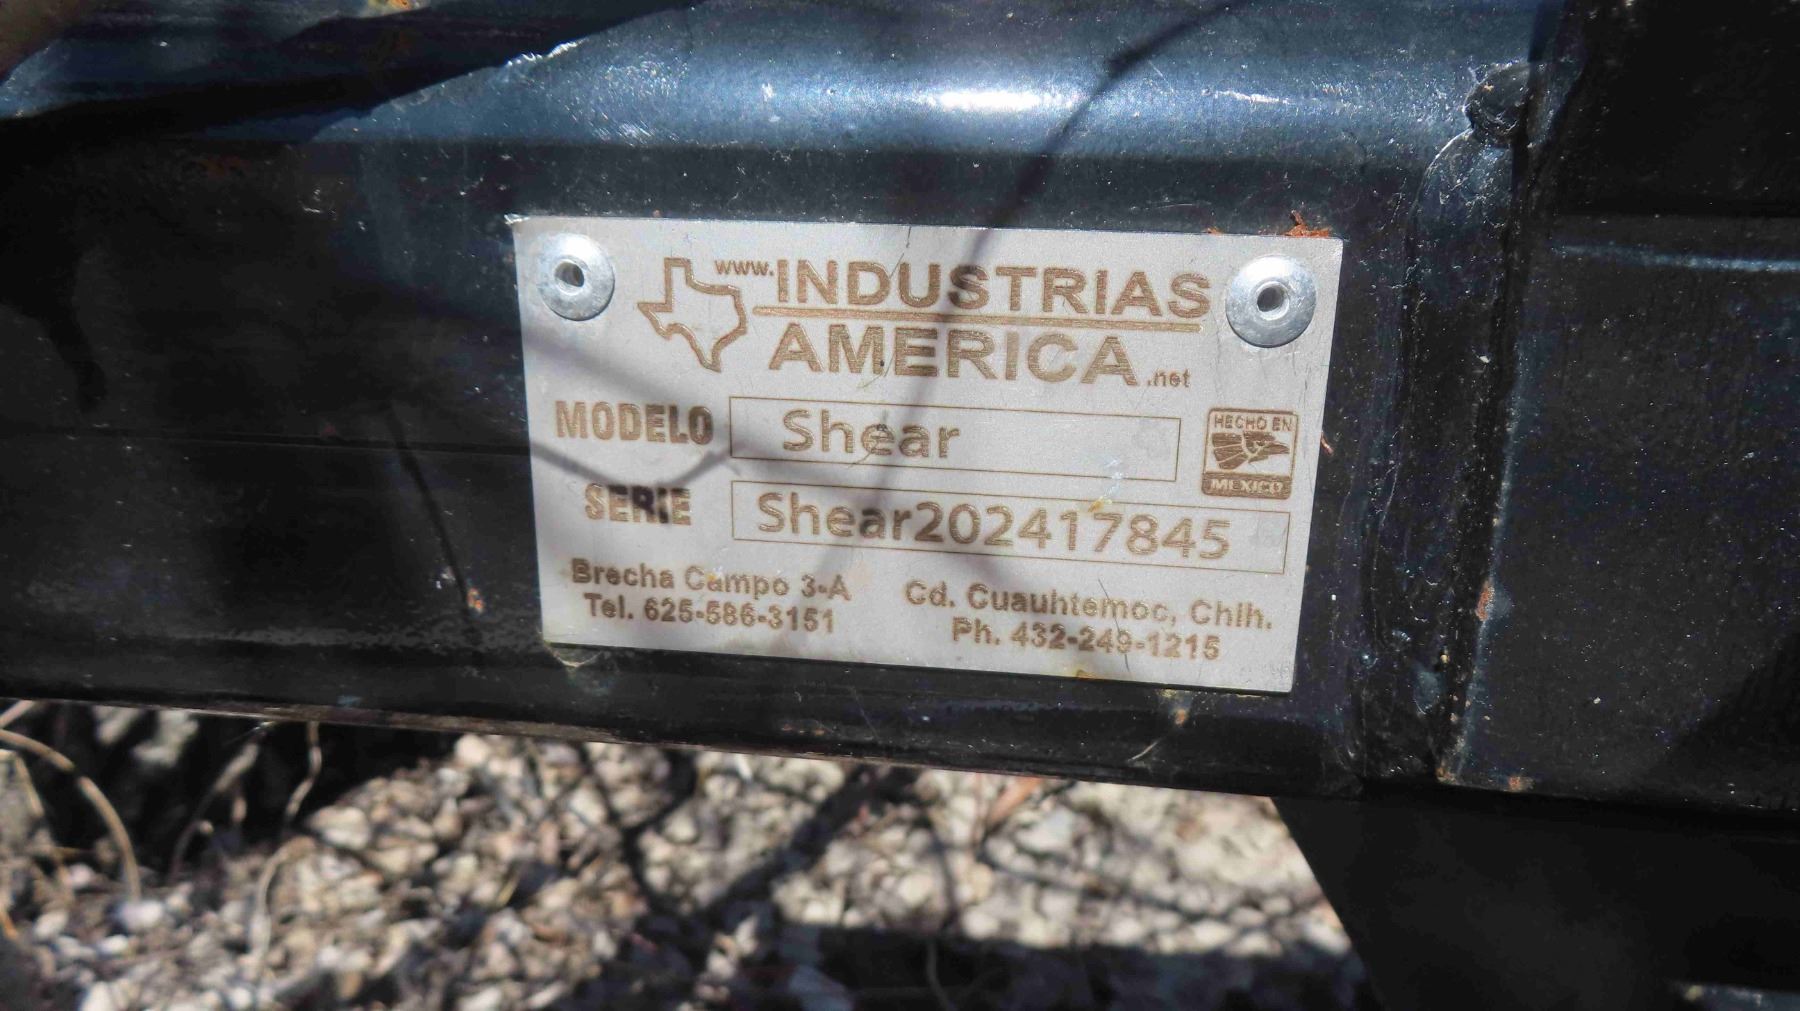 www. INDUSTRIAS
AMERICA .net
MODELO Shear
HECHO EN
MEXICO
SERIE Shear202417845
Brecha Campo 3-A Cd. Cuauhtemoc, Chih.
Tel. 625-586-3151 Ph. 432-249-1215